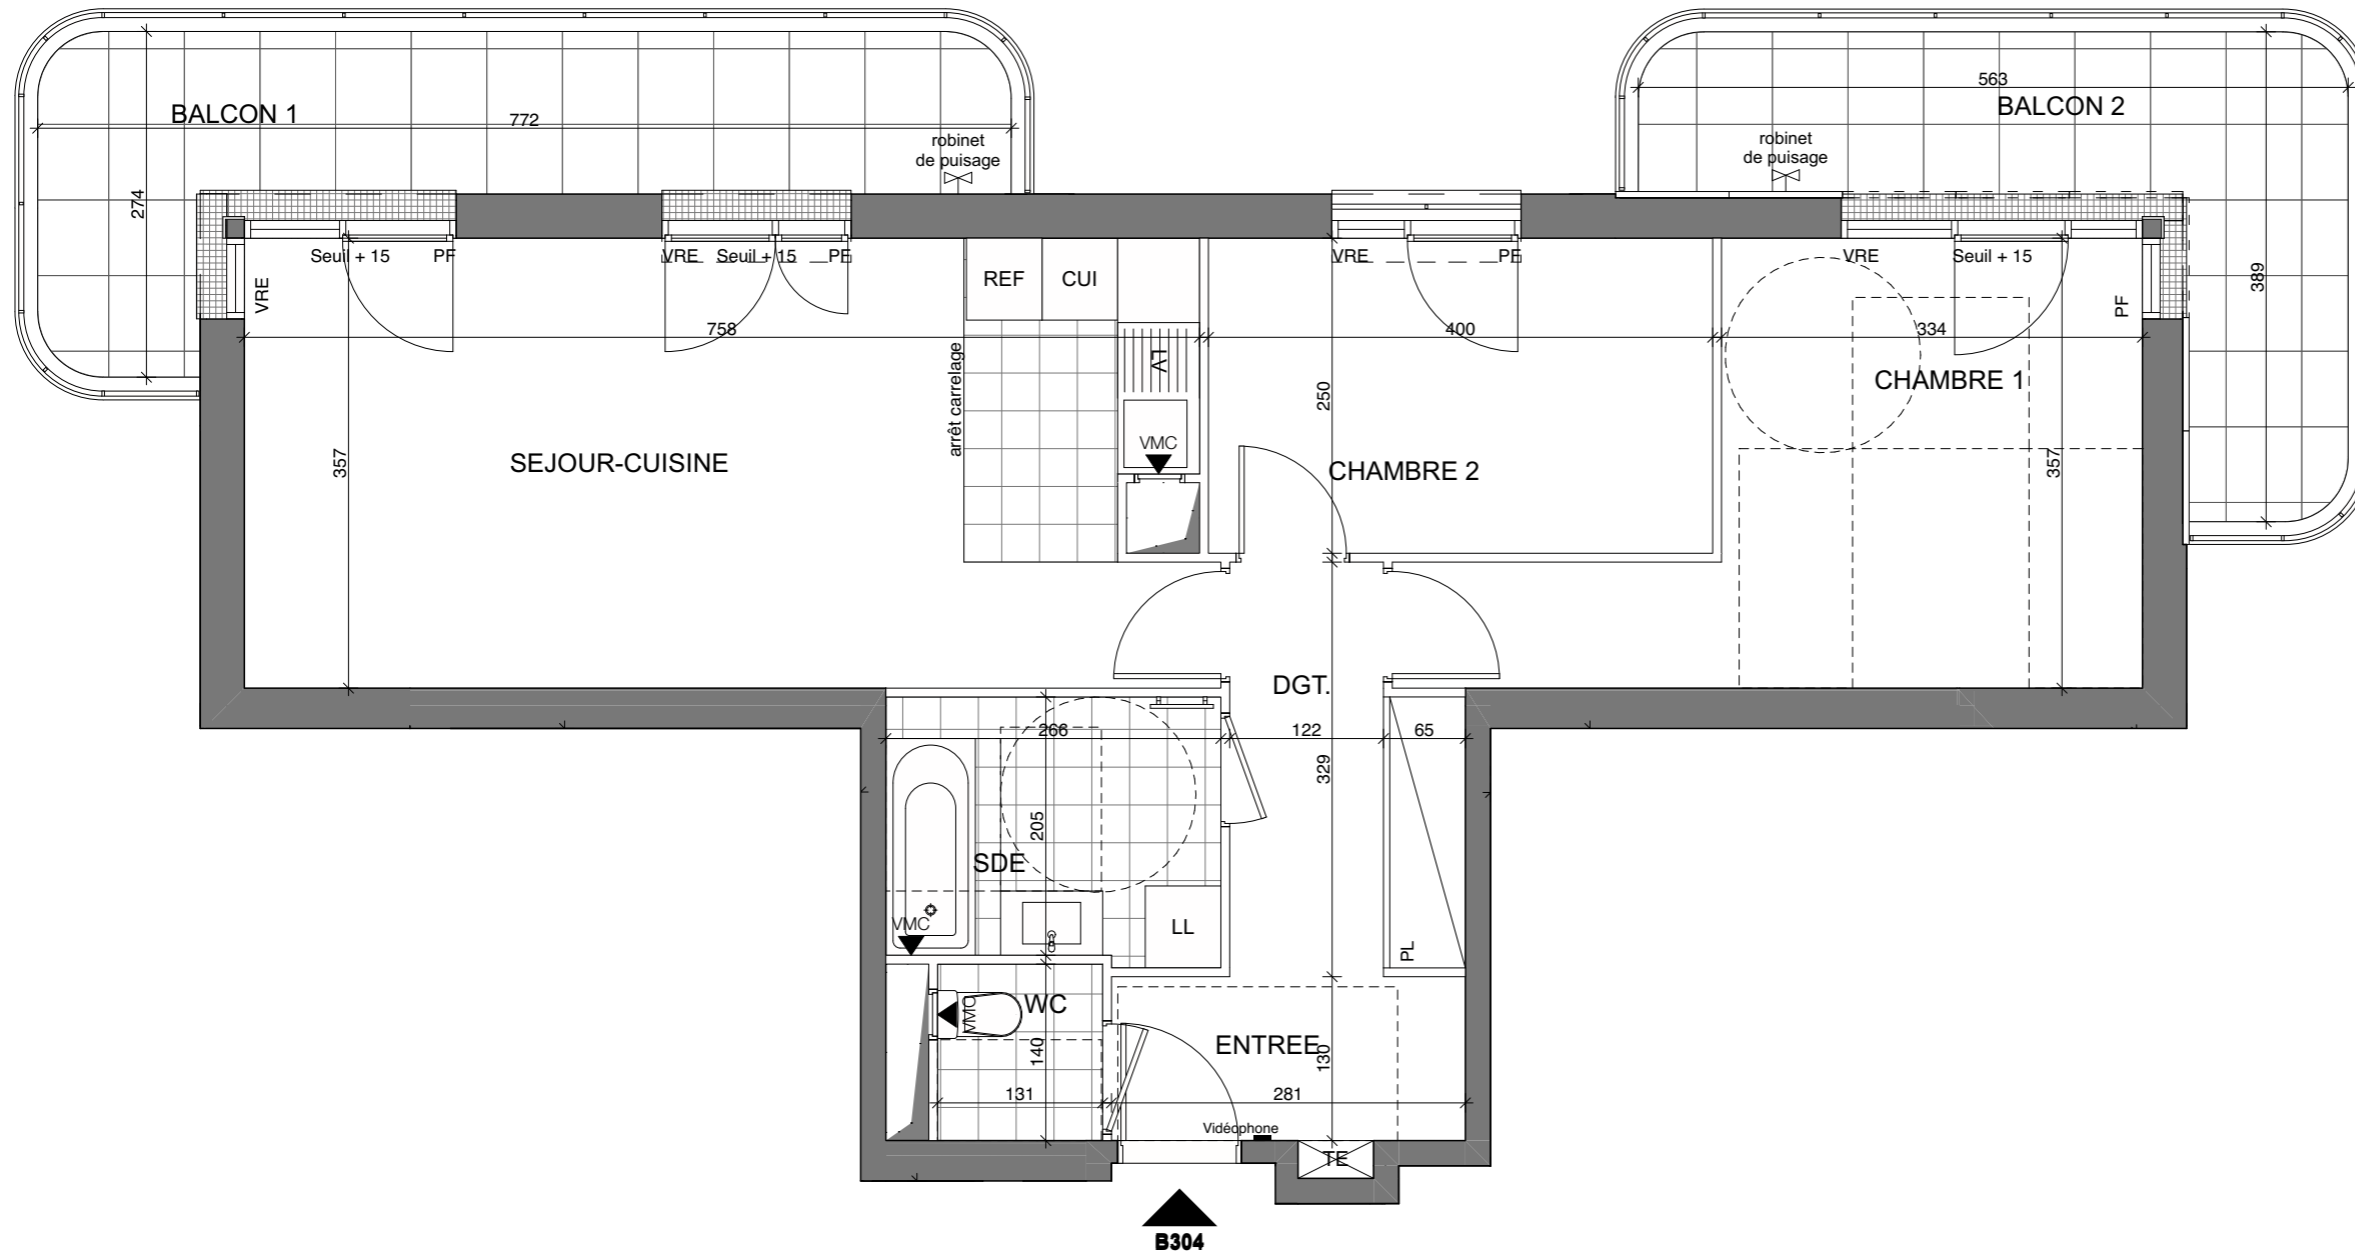 BALCON 1
772
274
robinet
de puisage
563
BALCON 2
robinet
de puisage
389
Seuil + 15
PF
VRE
VRE
Seuil + 15
PF
REF
CUI
VRE
PF
VRE
Seuil + 15
PF
758
400
334
arrêt carrelage
LV
VMC
357
250
357
SEJOUR-CUISINE
CHAMBRE 2
CHAMBRE 1
DGT.
266
122
65
329
205
SDE
VMC
LL
PL
WC
VMC
140
131
ENTREE
130
281
Vidéophone
TE
B304